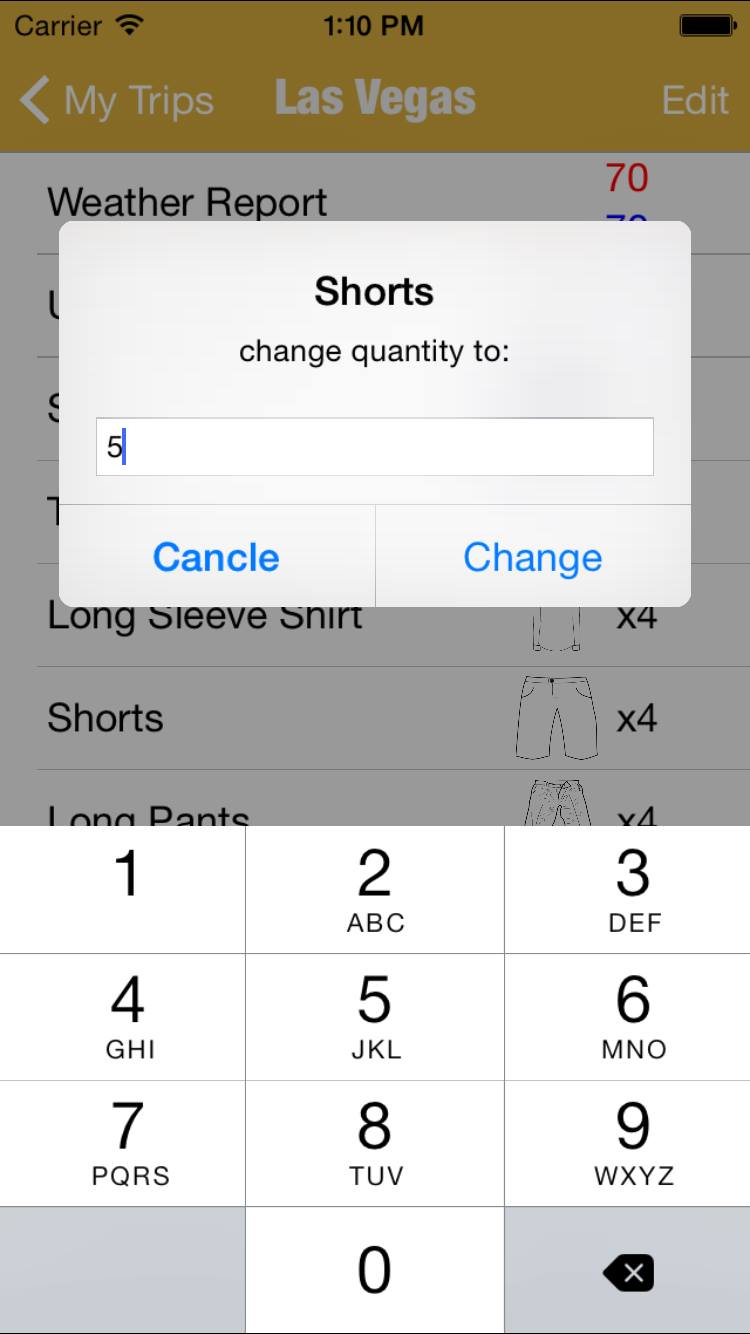 Carrier 1:10 PM
My Trips Las Vegas Edit
Weather Report 70
Shorts
change quantity to:
5
Cancle Change
Long Sleeve Shirt x4
Shorts x4
Long Pants x4
1 2 3
ABC DEF
4 5 6
GHI JKL MNO
7 8 9
PQRS TUV WXYZ
0